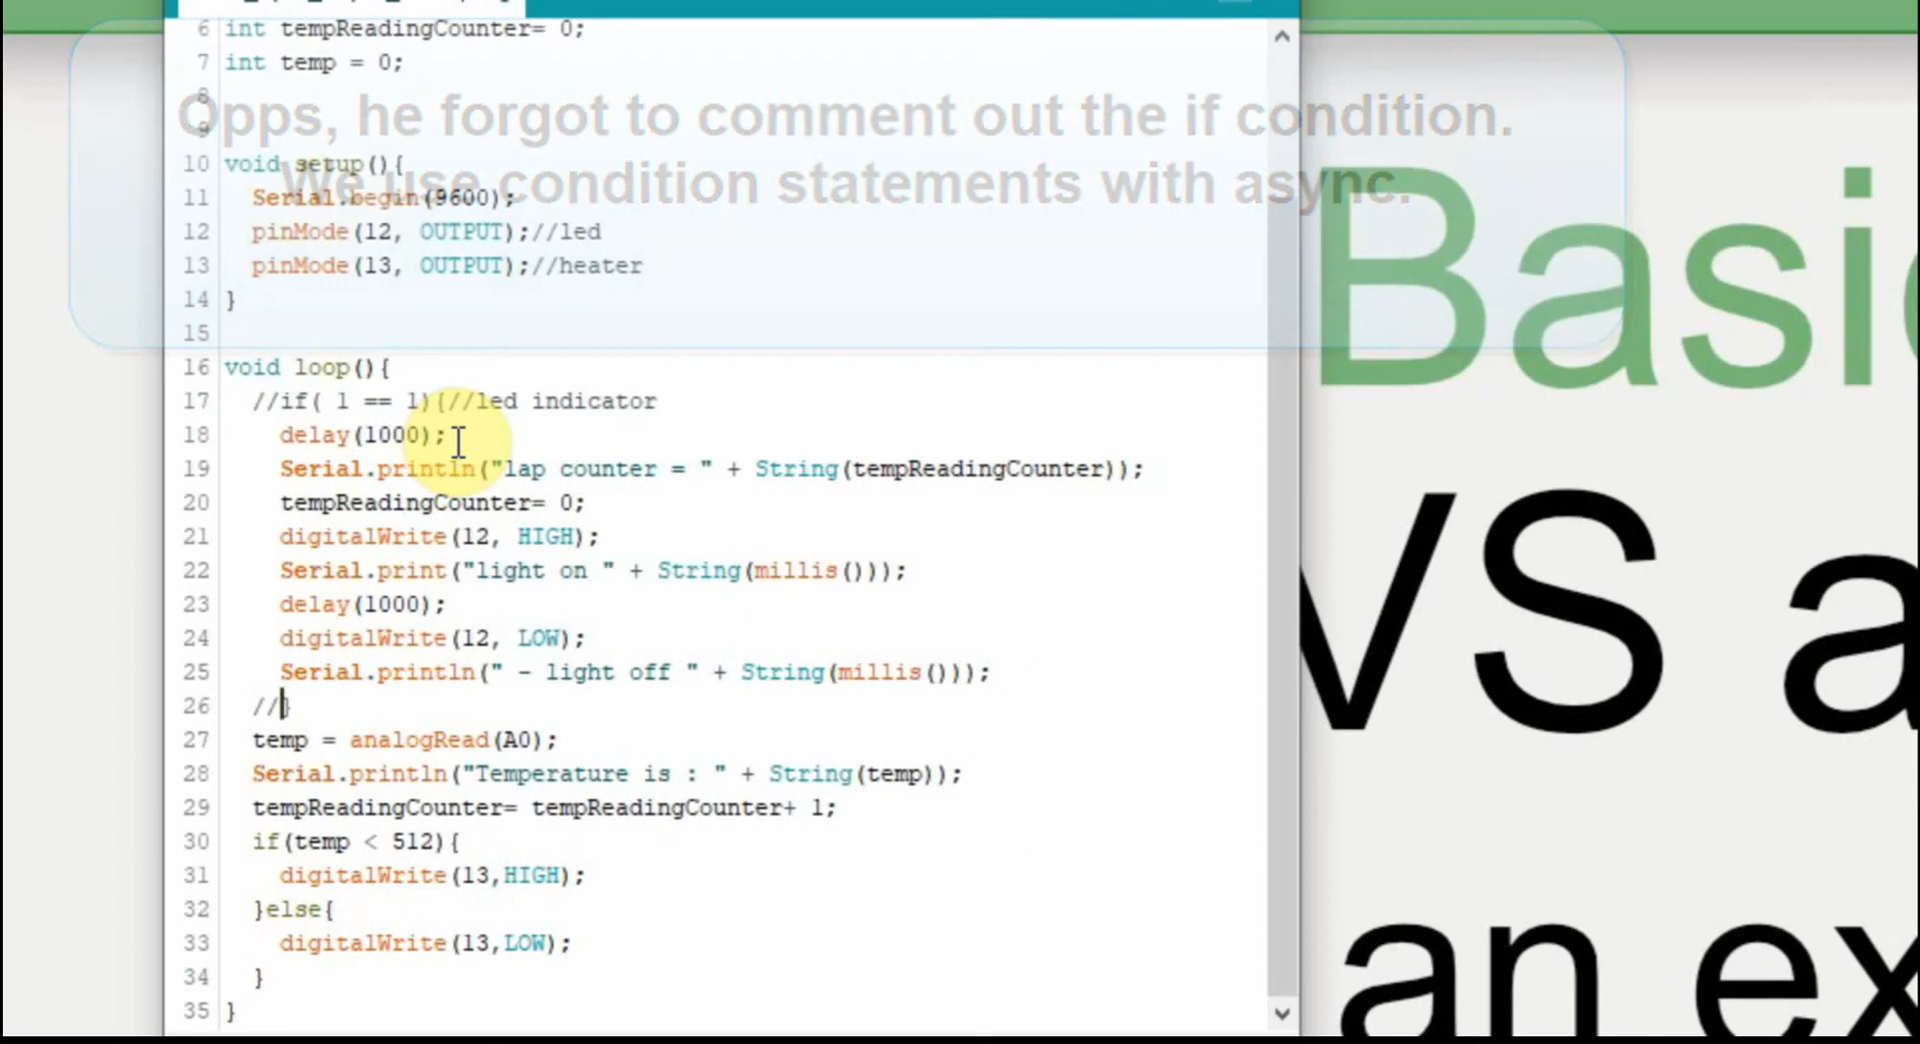 6 int tempReadingCounter= 0;
7 int temp = 0;
8
Opps, he forgot to comment out the if condition.
9
10 void setup(){
We use condition statements with async.
11 Serial.begin(9600);
12 pinMode(12, OUTPUT);//led
13 pinMode(13, OUTPUT);//heater
14 }
15
Basi
16 void loop(){
17 //if( 1 == 1){//led indicator
18 delay(1000);
19 Serial.println("lap counter = " + String(tempReadingCounter));
20 tempReadingCounter= 0;
21 digitalWrite(12, HIGH);
22 Serial.print("light on " + String(millis()));
23 delay(1000);
24 digitalWrite(12, LOW);
25 Serial.println(" - light off " + String(millis()));
VS a
26 //}
27 temp = analogRead(A0);
28 Serial.println("Temperature is : " + String(temp));
29 tempReadingCounter= tempReadingCounter+ 1;
30 if(temp < 512){
31 digitalWrite(13,HIGH);
32 }else{
33 digitalWrite(13,LOW);
34 }
35 }
an ex